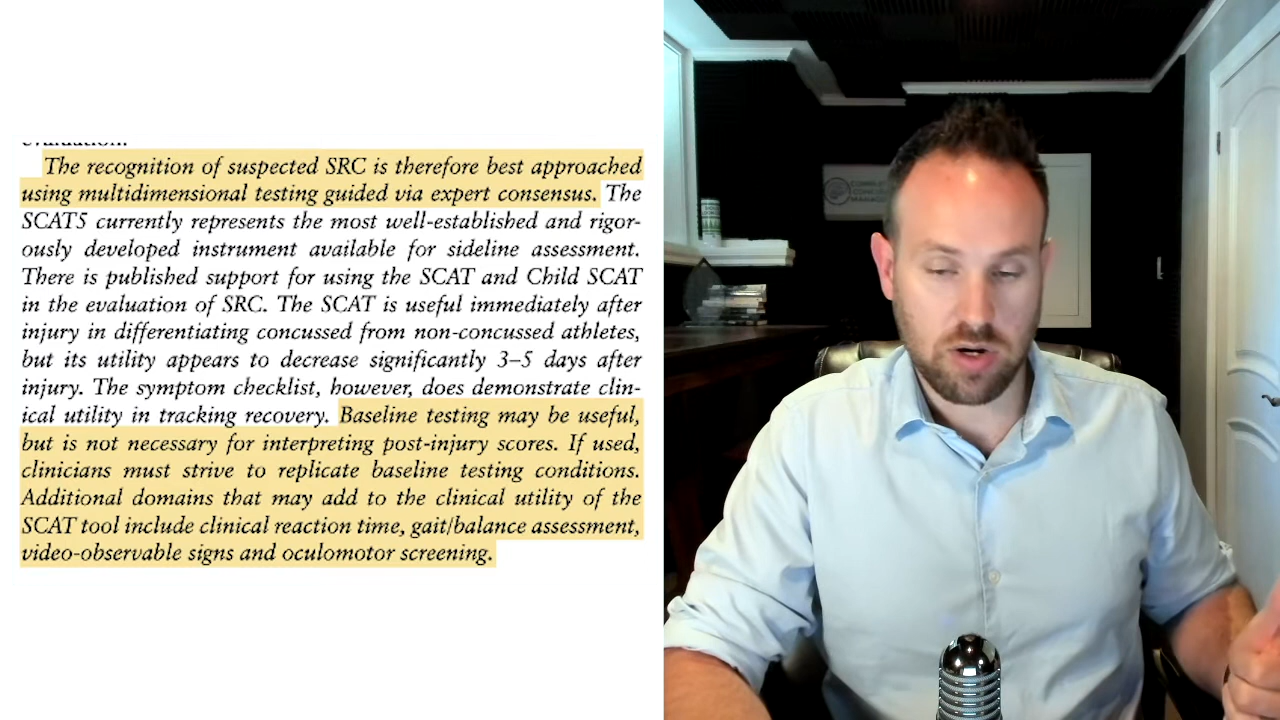 evaluation.
The recognition of suspected SRC is therefore best approached
using multidimensional testing guided via expert consensus. The
SCAT5 currently represents the most well-established and rigor-
ously developed instrument available for sideline assessment.
There is published support for using the SCAT and Child SCAT
in the evaluation of SRC. The SCAT is useful immediately after
injury in differentiating concussed from non-concussed athletes,
but its utility appears to decrease significantly 3–5 days after
injury. The symptom checklist, however, does demonstrate clin-
ical utility in tracking recovery. Baseline testing may be useful,
but is not necessary for interpreting post-injury scores. If used,
clinicians must strive to replicate baseline testing conditions.
Additional domains that may add to the clinical utility of the
SCAT tool include clinical reaction time, gait/balance assessment,
video-observable signs and oculomotor screening.